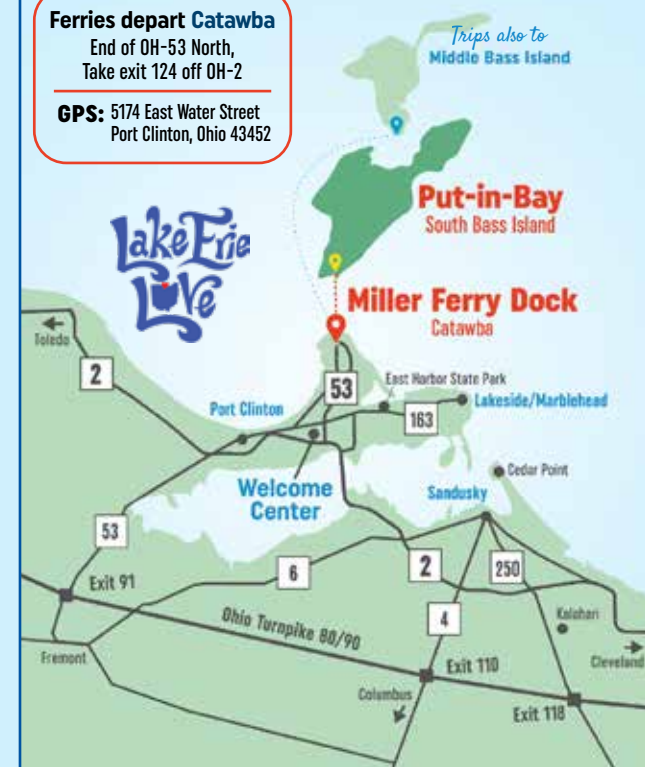 Ferries depart Catawba
End of OH-53 North,
Take exit 124 off OH-2
GPS: 5174 East Water Street
Port Clinton, Ohio 43452
Trips also to
Middle Bass Island
Put-in-Bay
South Bass Island
Lake Erie
Love
Miller Ferry Dock
Catawba
Toledo
2
53
East Harbor State Park
Lakeside/Marblehead
Port Clinton
163
Welcome
Center
Cedar Point
Sandusky
53
6
2
250
Exit 91
4
Ohio Turnpike 80/90
Kalahari
Fremont
Cleveland
Exit 110
Columbus
Exit 118